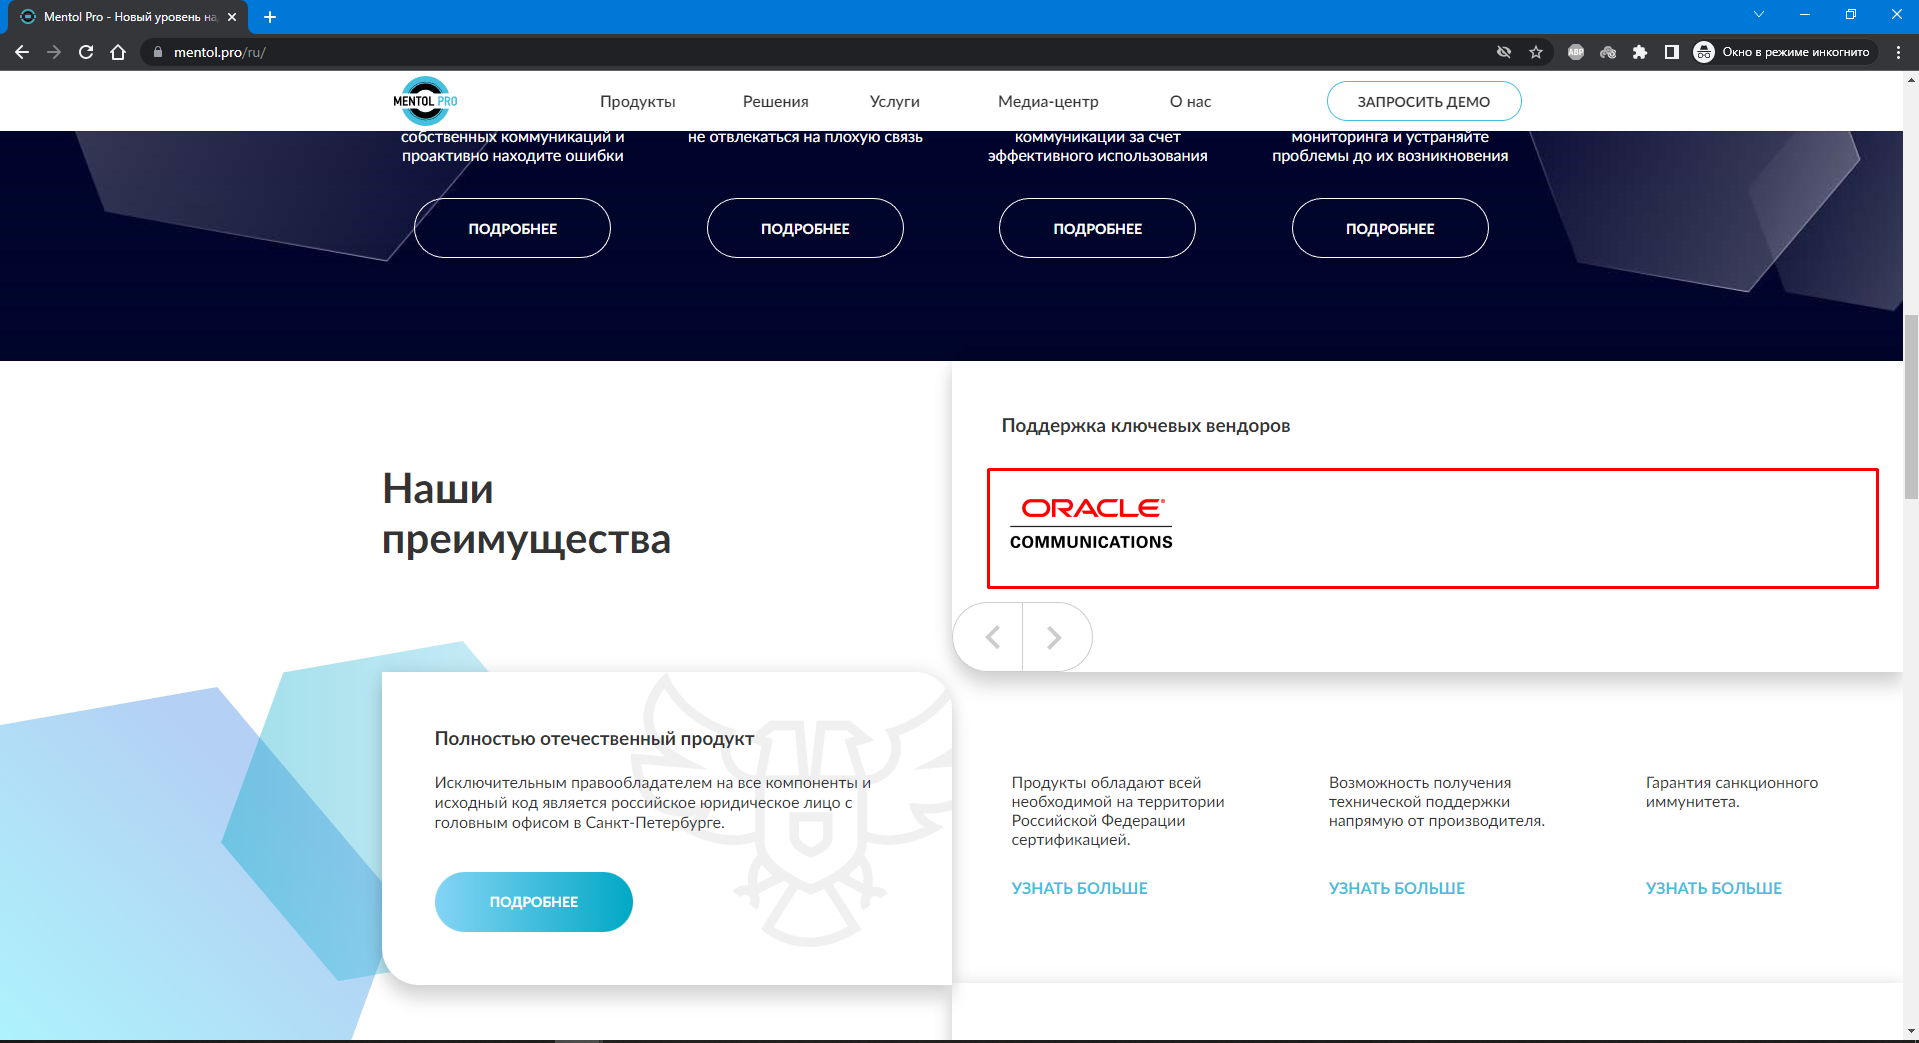 Mentol Pro - Новый уровень на
mentol.pro/ru/
ABP
Окно в режиме инкогнито
MENTOL PRO
Продукты
Решения
Услуги
Медиа-центр
О нас
ЗАПРОСИТЬ ДЕМО
собственных коммуникаций и
проактивно находите ошибки
не отвлекаться на плохую связь
коммуникации за счет
эффективного использования
мониторинга и устраняйте
проблемы до их возникновения
ПОДРОБНЕЕ
ПОДРОБНЕЕ
ПОДРОБНЕЕ
ПОДРОБНЕЕ
Наши
преимущества
Поддержка ключевых вендоров
ORACLE®
COMMUNICATIONS
Полностью отечественный продукт
Исключительным правообладателем на все компоненты и
исходный код является российское юридическое лицо с
головным офисом в Санкт-Петербурге.
ПОДРОБНЕЕ
Продукты обладают всей
необходимой на территории
Российской Федерации
сертификацией.
УЗНАТЬ БОЛЬШЕ
Возможность получения
технической поддержки
напрямую от производителя.
УЗНАТЬ БОЛЬШЕ
Гарантия санкционного
иммунитета.
УЗНАТЬ БОЛЬШЕ